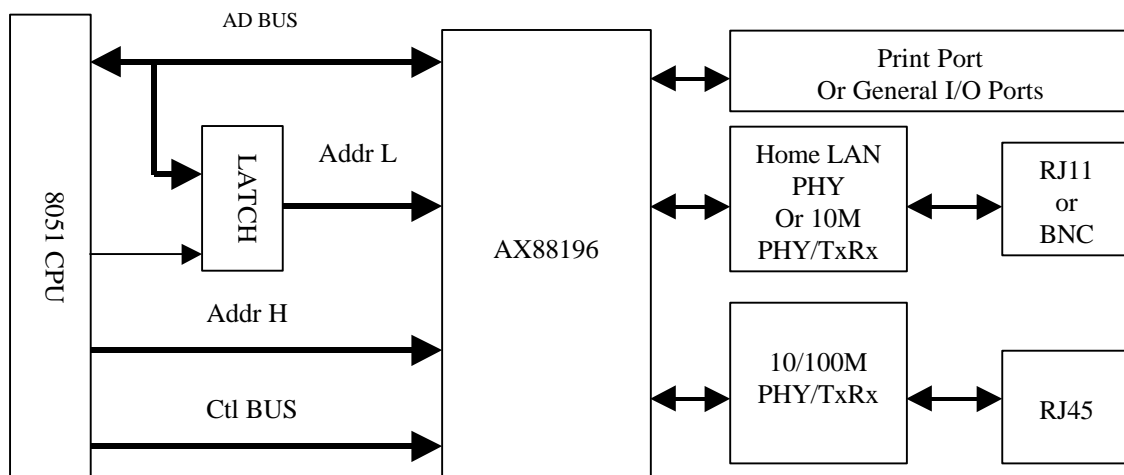 AD BUS
8051 CPU
LATCH
Addr L
Addr H
Ctl BUS
AX88196
Print Port
Or General I/O Ports
Home LAN
PHY
Or 10M
PHY/TxRx
RJ11
or
BNC
10/100M
PHY/TxRx
RJ45